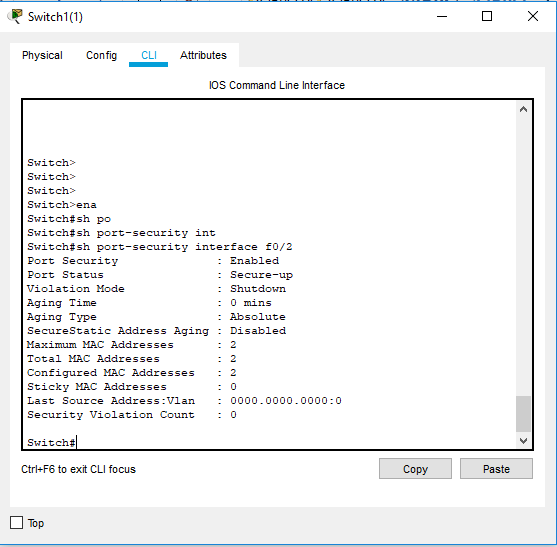 Switch1(1)
Physical Config CLI Attributes
IOS Command Line Interface
Switch>
Switch>
Switch>
Switch>ena
Switch#sh po
Switch#sh port-security int
Switch#sh port-security interface f0/2
Port Security : Enabled
Port Status : Secure-up
Violation Mode : Shutdown
Aging Time : 0 mins
Aging Type : Absolute
SecureStatic Address Aging : Disabled
Maximum MAC Addresses : 2
Total MAC Addresses : 2
Configured MAC Addresses : 2
Sticky MAC Addresses : 0
Last Source Address:Vlan : 0000.0000.0000:0
Security Violation Count : 0
Switch#
Ctrl+F6 to exit CLI focus
Copy Paste
Top